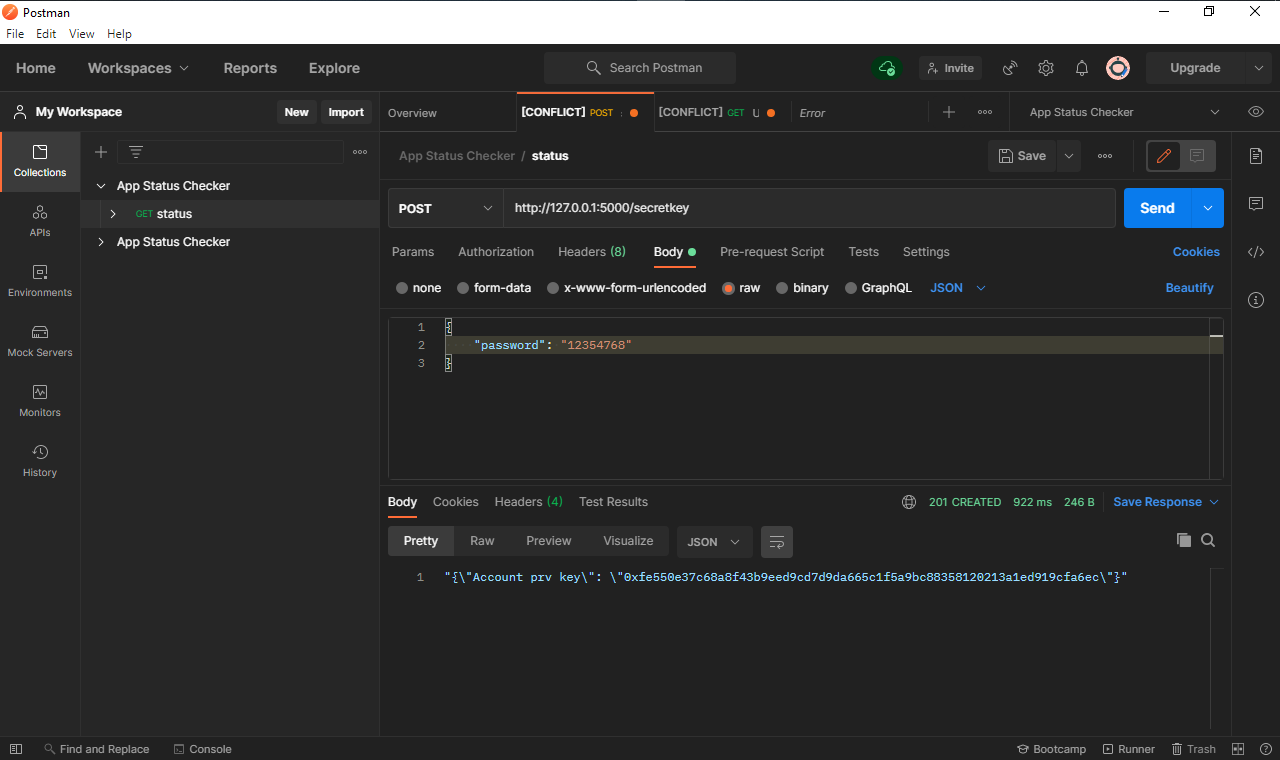 Postman
File Edit View Help
Home Workspaces Reports Explore Search Postman Invite Upgrade
My Workspace New Import Overview [CONFLICT] POST [CONFLICT] GET U Error App Status Checker
Collections
APIs
Environments
Mock Servers
Monitors
History
App Status Checker
GET status
App Status Checker
App Status Checker / status Save
POST http://127.0.0.1:5000/secretkey Send
Params Authorization Headers (8) Body Pre-request Script Tests Settings Cookies
none form-data x-www-form-urlencoded raw binary GraphQL JSON Beautify
1 {
2 "password": "12354768"
3 }
Body Cookies Headers (4) Test Results 201 CREATED 922 ms 246 B Save Response
Pretty Raw Preview Visualize JSON
1 "{\"Account prv key\": \"0xfe550e37c68a8f43b9eed9cd7d9da665c1f5a9bc88358120213a1ed919cfa6ec\"}"
Find and Replace Console Bootcamp Runner Trash